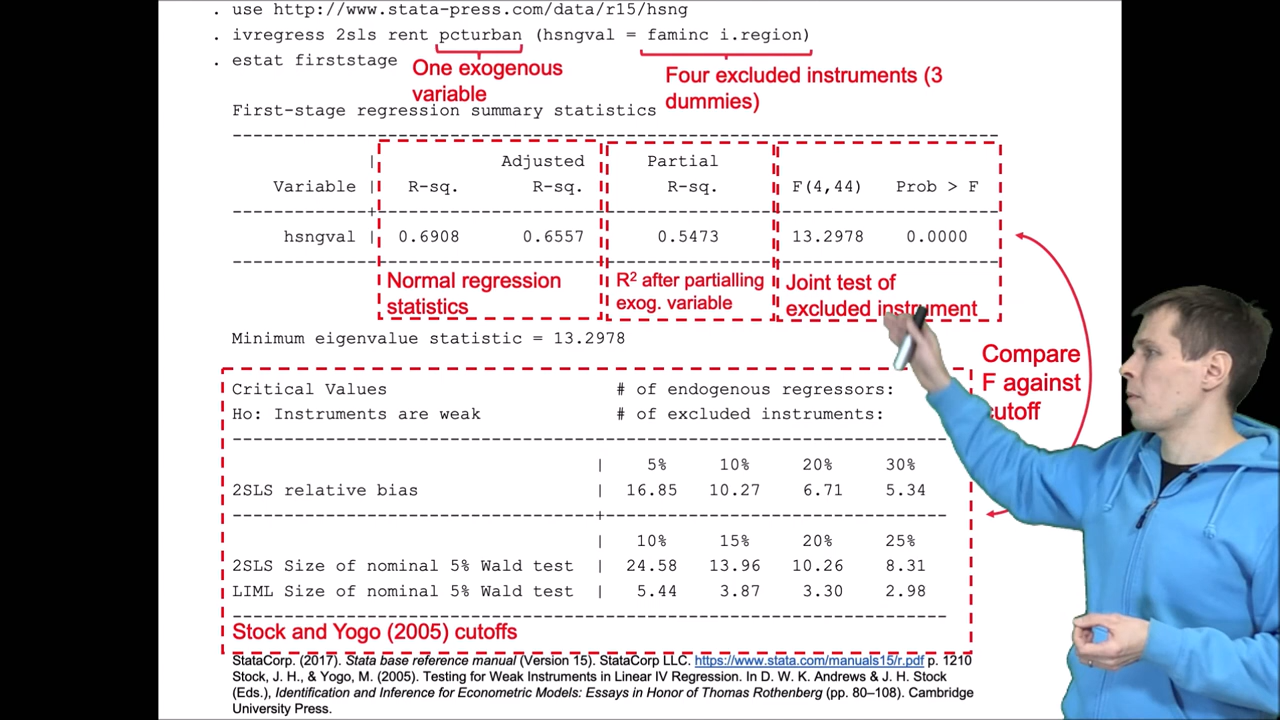 . use http://www.stata-press.com/data/r15/hsng
. ivregress 2sls rent pcturban (hsngval = faminc i.region)
. estat firststage
One exogenous
variable
Four excluded instruments (3
dummies)
First-stage regression summary statistics
Adjusted Partial
Variable | R-sq. R-sq. R-sq. F(4,44) Prob > F
hsngval | 0.6908 0.6557 0.5473 13.2978 0.0000
Normal regression
statistics
R² after partialling
exog. variable
Joint test of
excluded instrument
Minimum eigenvalue statistic = 13.2978
Compare
F against
cutoff
Critical Values # of endogenous regressors:
Ho: Instruments are weak # of excluded instruments:
| 5% 10% 20% 30%
2SLS relative bias | 16.85 10.27 6.71 5.34
| 10% 15% 20% 25%
2SLS Size of nominal 5% Wald test | 24.58 13.96 10.26 8.31
LIML Size of nominal 5% Wald test | 5.44 3.87 3.30 2.98
Stock and Yogo (2005) cutoffs
StataCorp. (2017). Stata base reference manual (Version 15). StataCorp LLC. https://www.stata.com/manuals15/r.pdf p. 1210
Stock, J. H., & Yogo, M. (2005). Testing for Weak Instruments in Linear IV Regression. In D. W. K. Andrews & J. H. Stock
(Eds.), Identification and Inference for Econometric Models: Essays in Honor of Thomas Rothenberg (pp. 80–108). Cambridge
University Press.